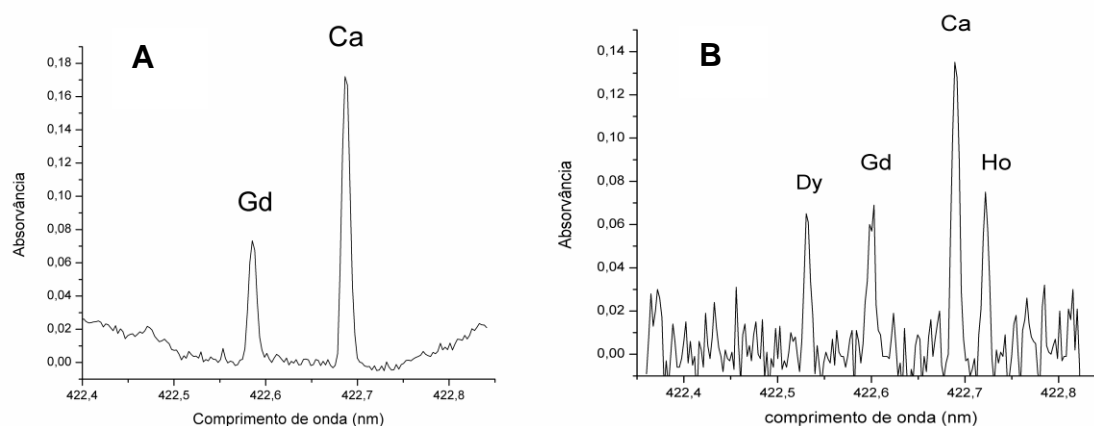 A
Ca
Gd
Absorvância
0,18
0,16
0,14
0,12
0,10
0,08
0,06
0,04
0,02
0,00
422,4 422,5 422,6 422,7 422,8
Comprimento de onda (nm)
B
Ca
Dy
Gd
Ho
Absorvância
0,14
0,12
0,10
0,08
0,06
0,04
0,02
0,00
422,4 422,5 422,6 422,7 422,8
comprimento de onda (nm)